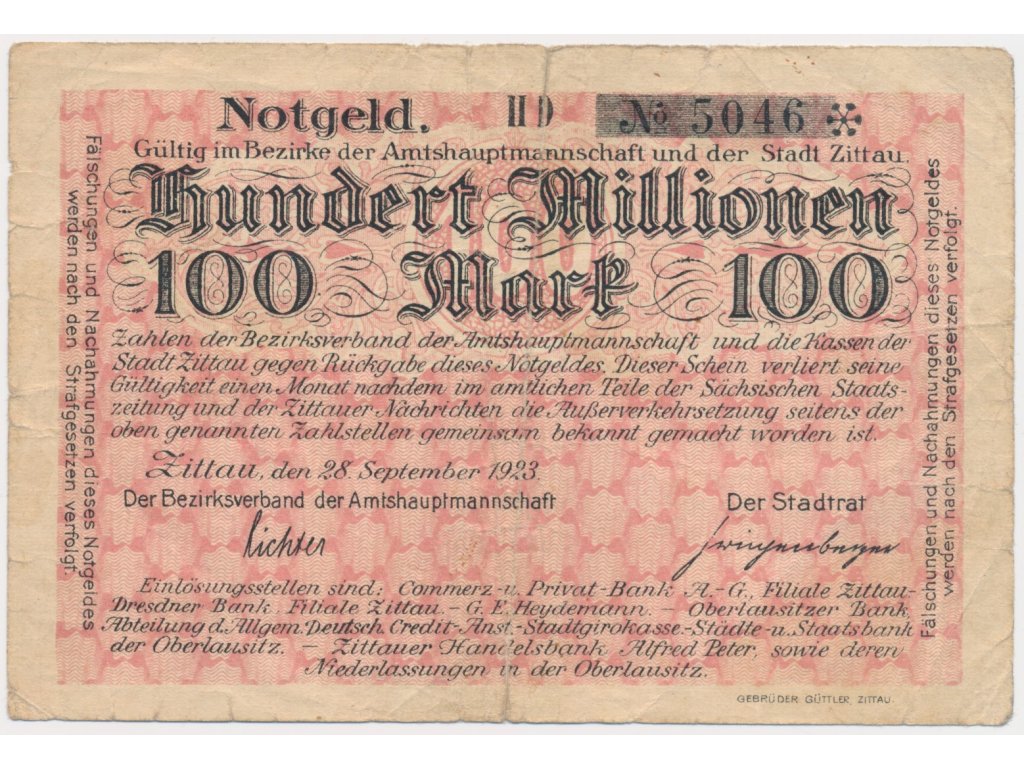 Notgeld. HD № 5046
Gültig im Bezirke der Amtshauptmannschaft und der Stadt Zittau.
Hundert Millionen
100 Mark 100
Zahlen der Bezirksverband der Amtshauptmannschaft und die Kassen der
Stadt Zittau gegen Rückgabe dieses Notgeldes. Dieser Schein verliert seine
Gültigkeit einen Monat nachdem im amtlichen Teile der Sächsischen Staats-
zeitung und der Zittauer Nachrichten die Außerverkehrsetzung seitens der
oben genannten Zahlstellen gemeinsam bekannt gemacht worden ist.
Zittau, den 28. September 1923.
Der Bezirksverband der Amtshauptmannschaft Der Stadtrat
Richter
Einlösungsstellen sind: Commerz- u. Privat-Bank A.-G., Filiale Zittau-
Dresdner Bank, Filiale Zittau. – G. E. Heydemann. – Oberlausitzer Bank,
Abteilung d. Allgem. Deutsch. Credit-Anst.-Stadtgirokasse.-Städte-u. Staatsbank
der Oberlausitz. – Zittauer Handelsbank Alfred Peter, sowie deren
Niederlassungen in der Oberlausitz.
GEBRÜDER GÜTTLER, ZITTAU.
Fälschungen und Nachahmungen dieses Notgeldes
werden nach den Strafgesetzen verfolgt.
Fälschungen und Nachahmungen dieses Notgeldes
werden nach den Strafgesetzen verfolgt.